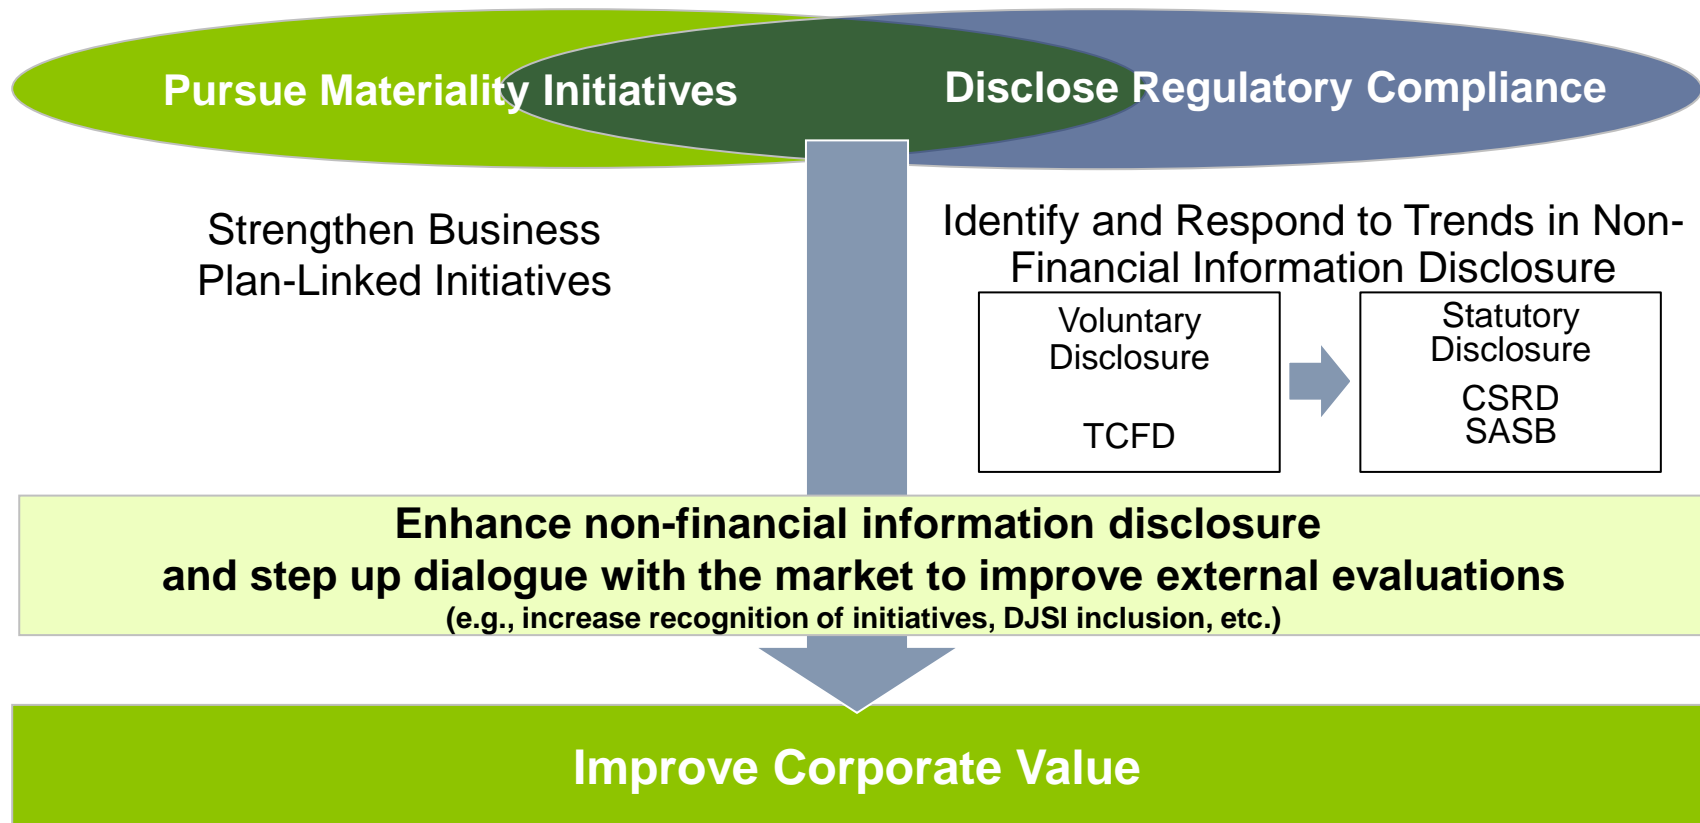 Pursue Materiality Initiatives
Disclose Regulatory Compliance
Strengthen Business
Plan-Linked Initiatives
Identify and Respond to Trends in Non-
Financial Information Disclosure
Voluntary
Disclosure
TCFD
Statutory
Disclosure
CSRD
SASB
Enhance non-financial information disclosure
and step up dialogue with the market to improve external evaluations
(e.g., increase recognition of initiatives, DJSI inclusion, etc.)
Improve Corporate Value